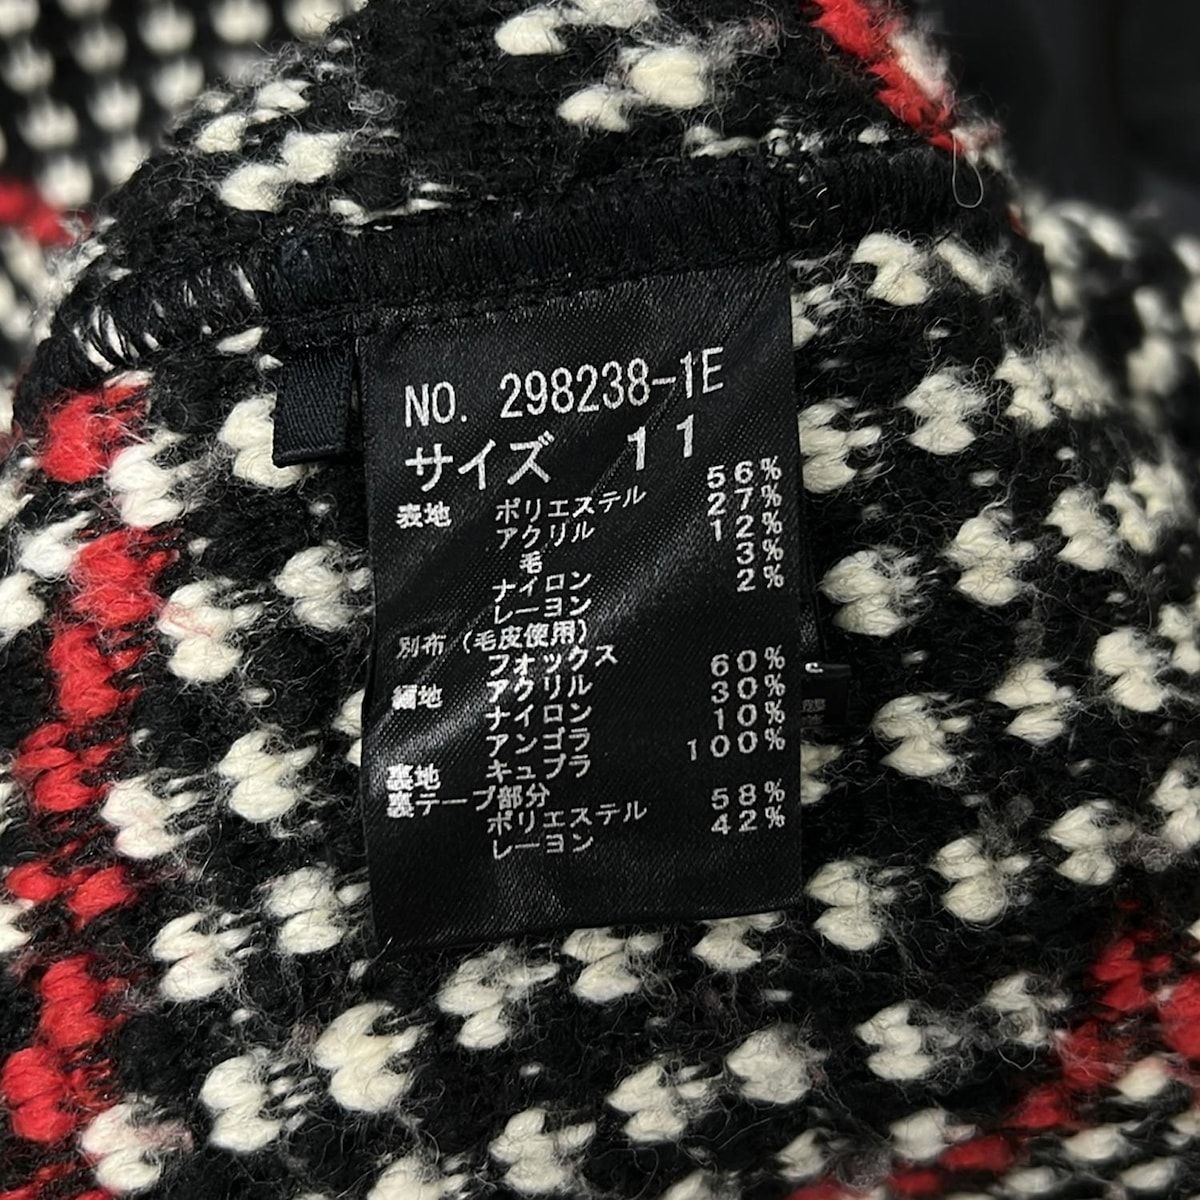 NO. 298238-1E
サイズ 11
表地 ポリエステル 56%
アクリル 27%
毛 12%
ナイロン 3%
レーヨン 2%
別布(毛皮使用)
フォックス
編地 アクリル 60%
ナイロン 30%
アンゴラ 10%
裏地 キュプラ 100%
裏テープ部分
ポリエステル 58%
レーヨン 42%